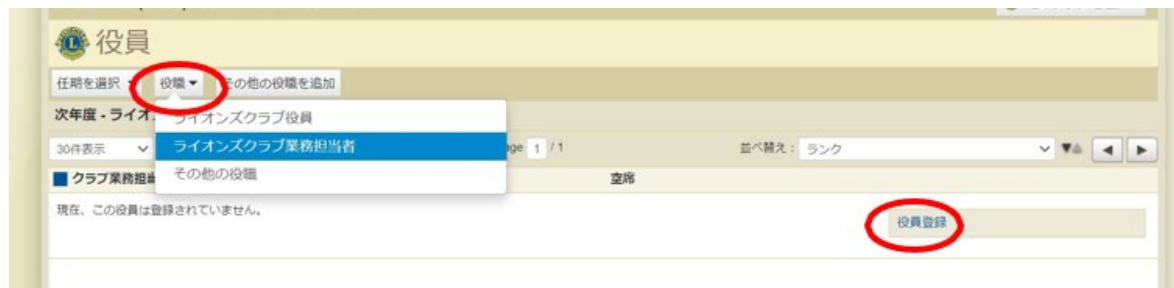 役員
任期を選択 役職▼ その他の役職を追加
次年度 - ライオ
ライオンズクラブ役員
30件表示 ライオンズクラブ業務担当者 age 1 / 1 並べ替え： ランク
その他の役職
クラブ業務担当 空席
現在、この役員は登録されていません。
役員登録